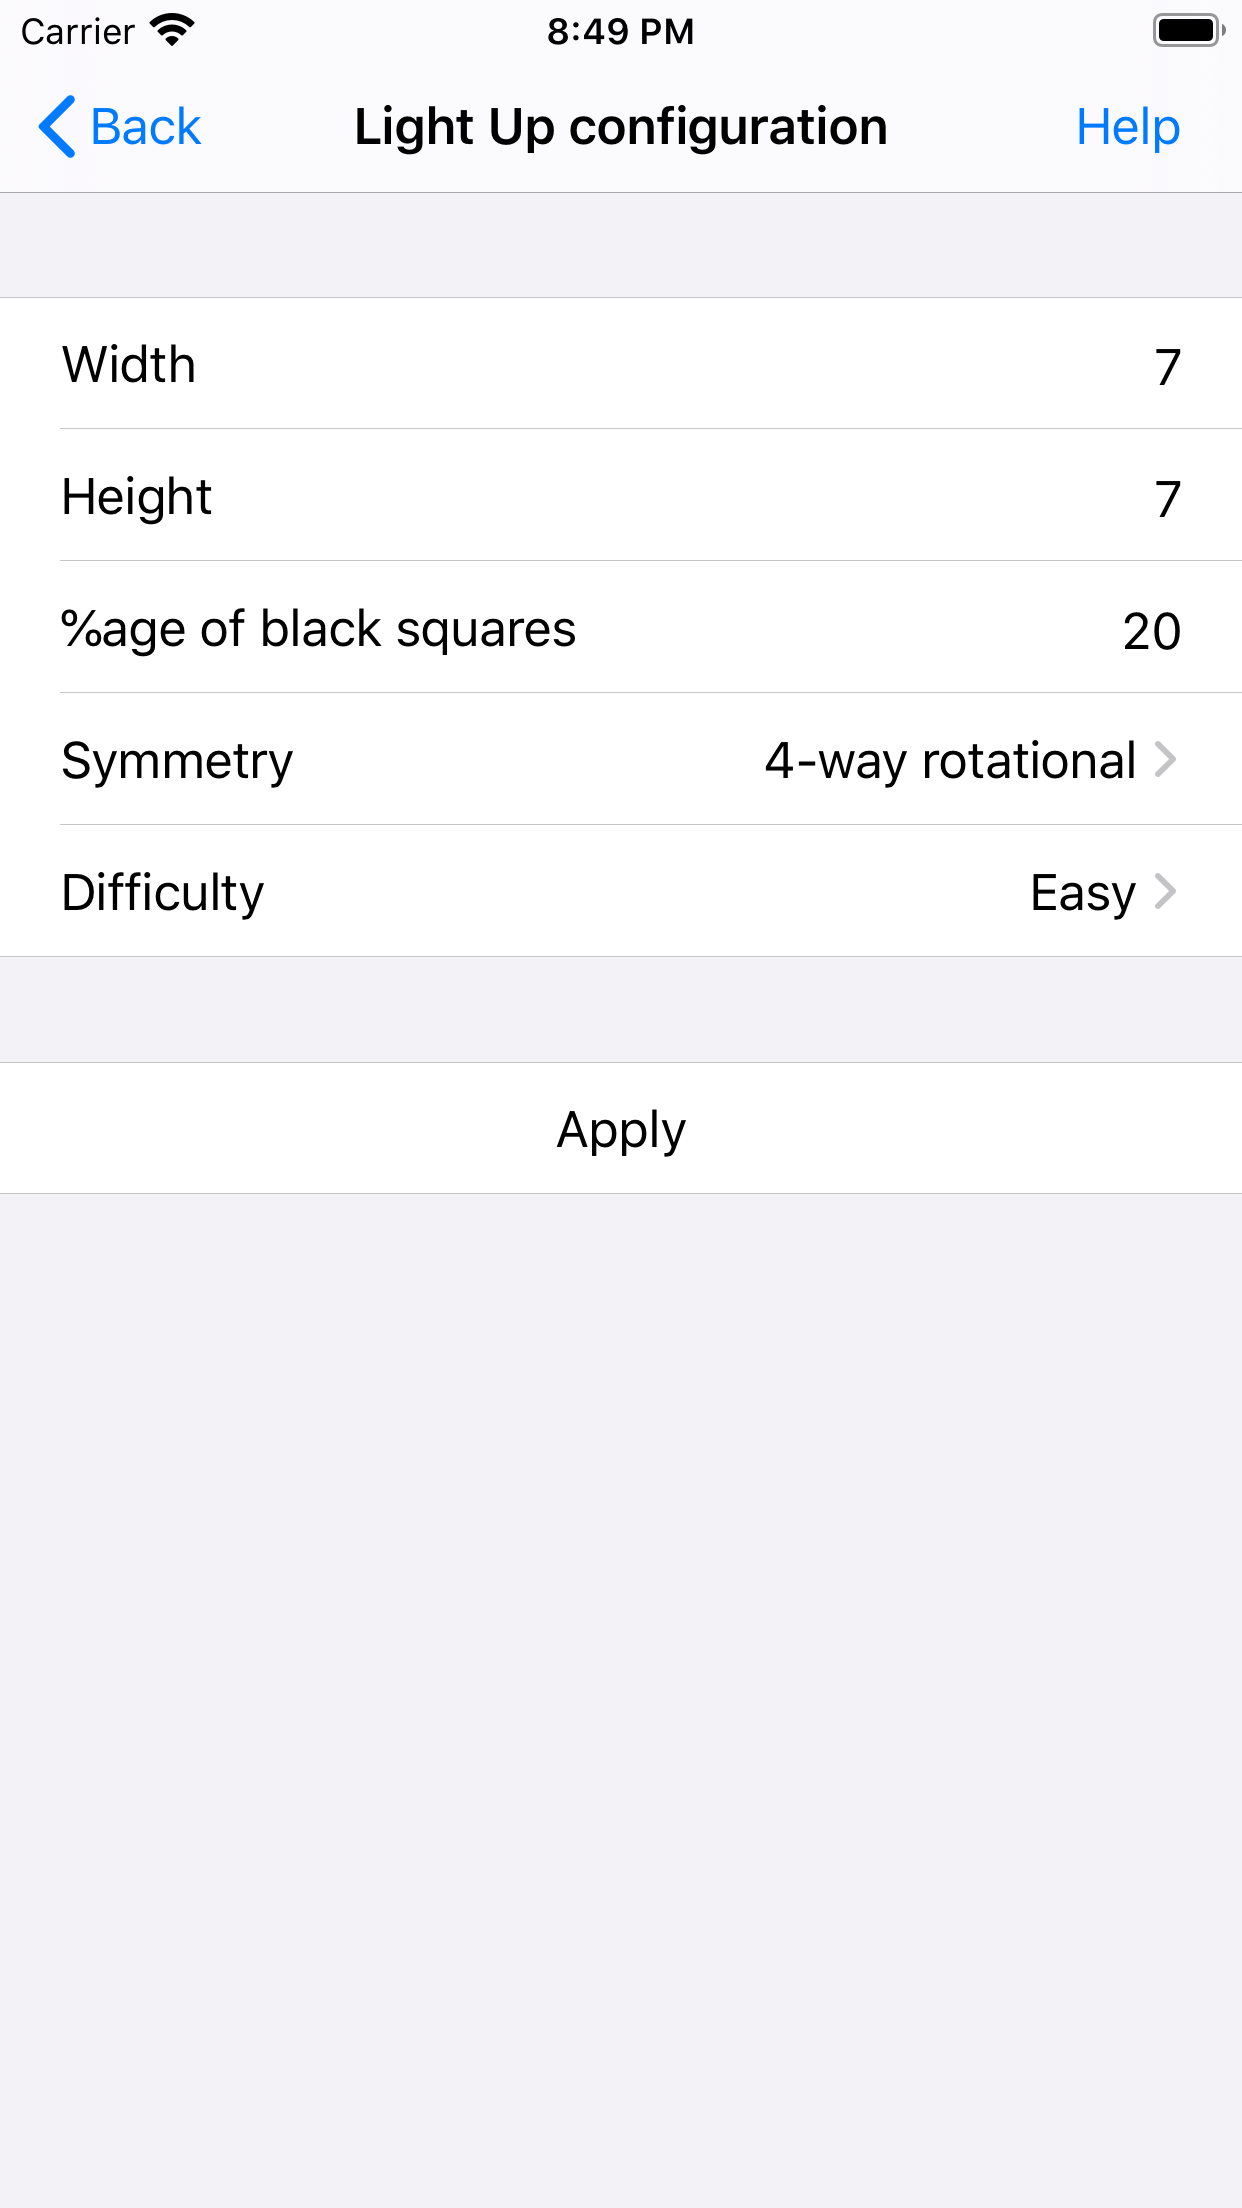 Carrier 8:49 PM
Back Light Up configuration Help
Width 7
Height 7
%age of black squares 20
Symmetry 4-way rotational
Difficulty Easy
Apply